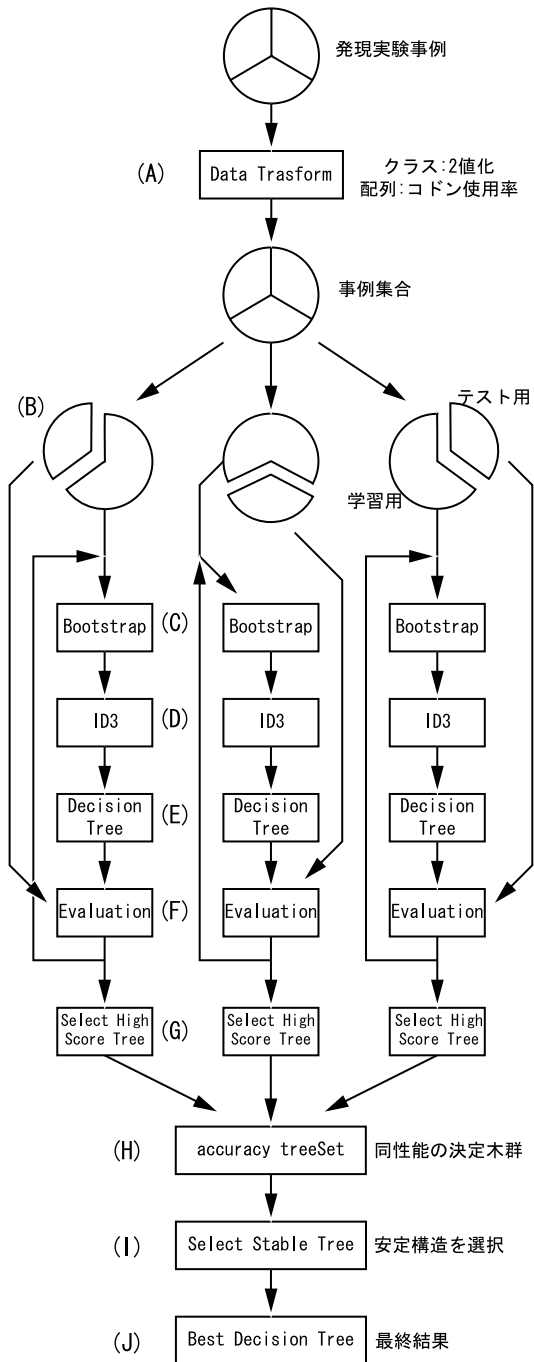 発現実験事例
(A)
Data Trasform
クラス:2値化
配列:コドン使用率
事例集合
(B)
テスト用
学習用
Bootstrap
(C)
Bootstrap
Bootstrap
ID3
(D)
ID3
ID3
Decision
Tree
(E)
Decision
Tree
Decision
Tree
Evaluation
(F)
Evaluation
Evaluation
Select High
Score Tree
(G)
Select High
Score Tree
Select High
Score Tree
(H)
accuracy treeSet
同性能の決定木群
(I)
Select Stable Tree
安定構造を選択
(J)
Best Decision Tree
最終結果